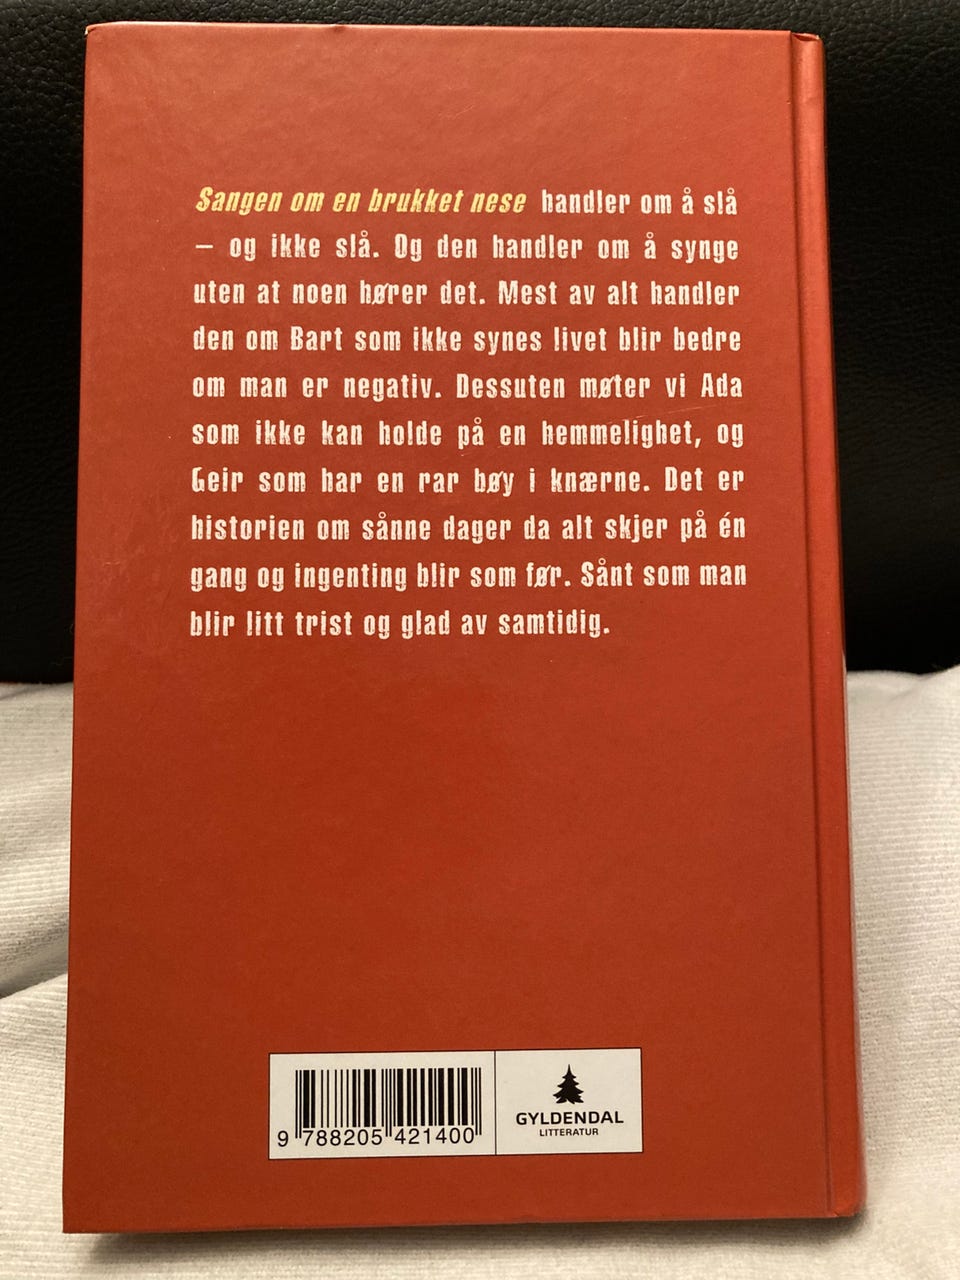 Sangen om en brukket nese handler om å slå
– og ikke slå. Og den handler om å synge
uten at noen hører det. Mest av alt handler
den om Bart som ikke synes livet blir bedre
om man er negativ. Dessuten møter vi Ada
som ikke kan holde på en hemmelighet, og
Geir som har en rar bøy i knærne. Det er
historien om sånne dager da alt skjer på én
gang og ingenting blir som før. Sånt som man
blir litt trist og glad av samtidig.
9 788205 421400
GYLDENDAL
LITTERATUR